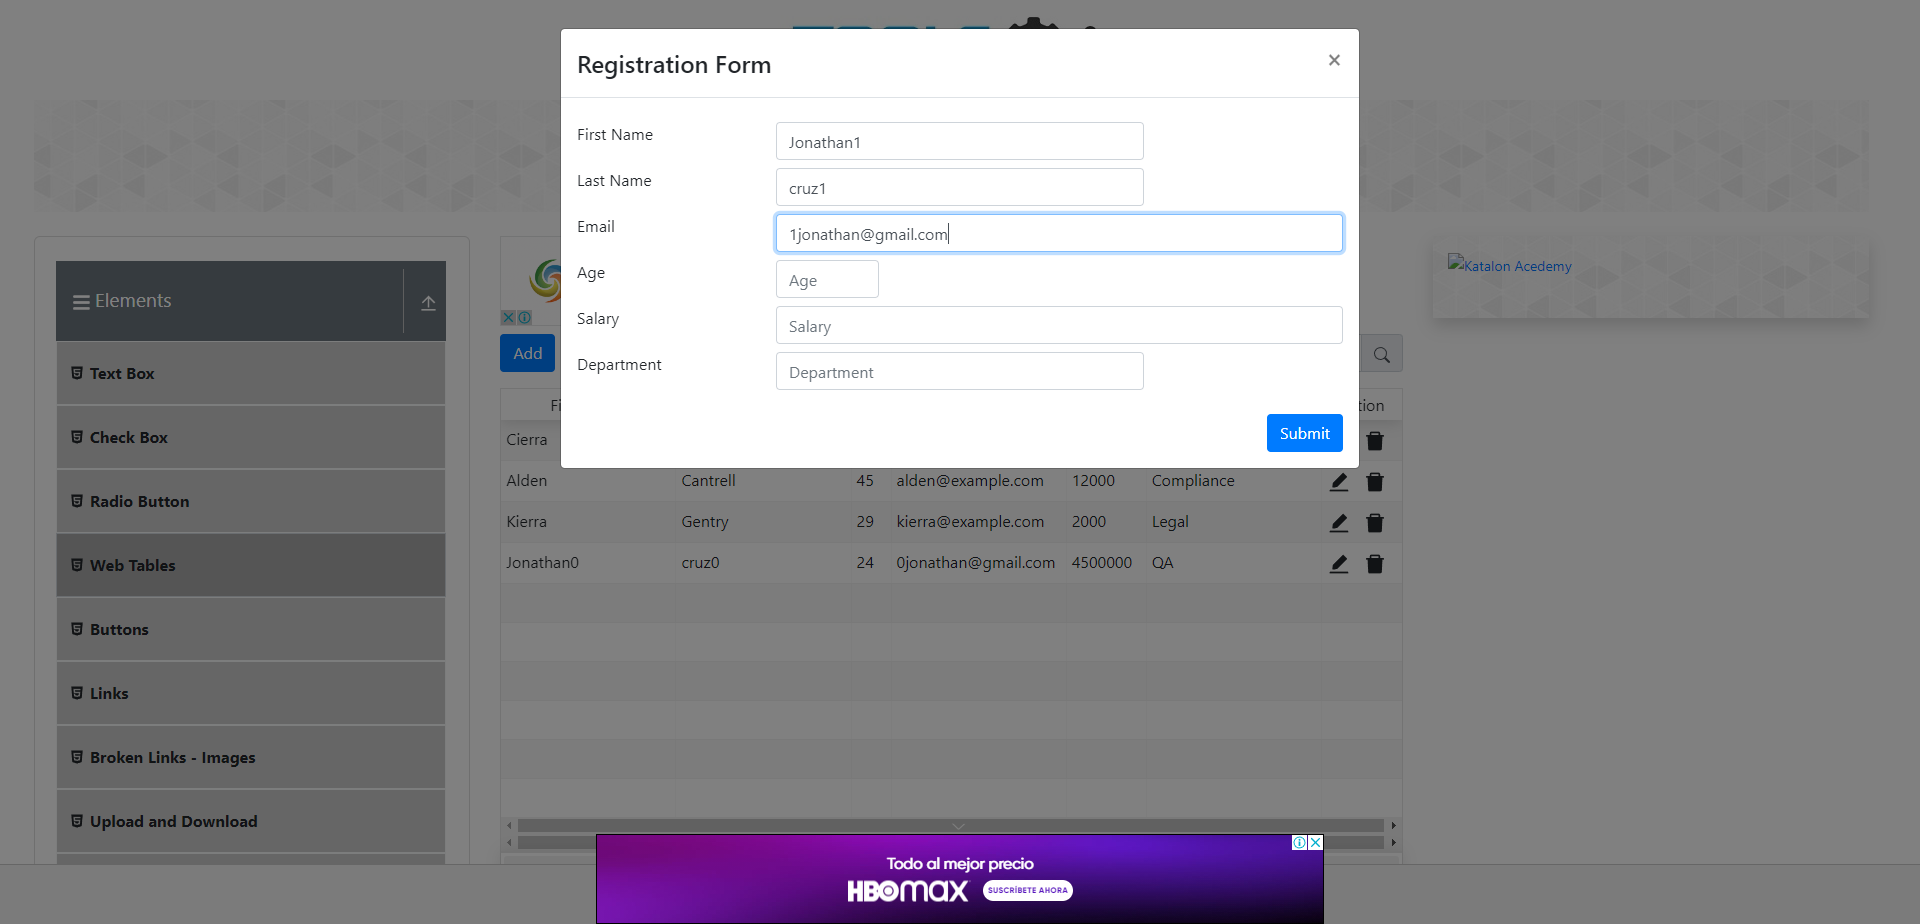 Registration Form
×
First Name
Jonathan1
Last Name
cruz1
Email
1jonathan@gmail.com
Age
Age
Salary
Salary
Department
Department
Submit
Elements
Text Box
Check Box
Radio Button
Web Tables
Buttons
Links
Broken Links - Images
Upload and Download
Add
Cierra
Alden Cantrell 45 alden@example.com 12000 Compliance
Kierra Gentry 29 kierra@example.com 2000 Legal
Jonathan0 cruz0 24 0jonathan@gmail.com 4500000 QA
Katalon Acedemy
Todo al mejor precio
HBOMAX SUSCRÍBETE AHORA